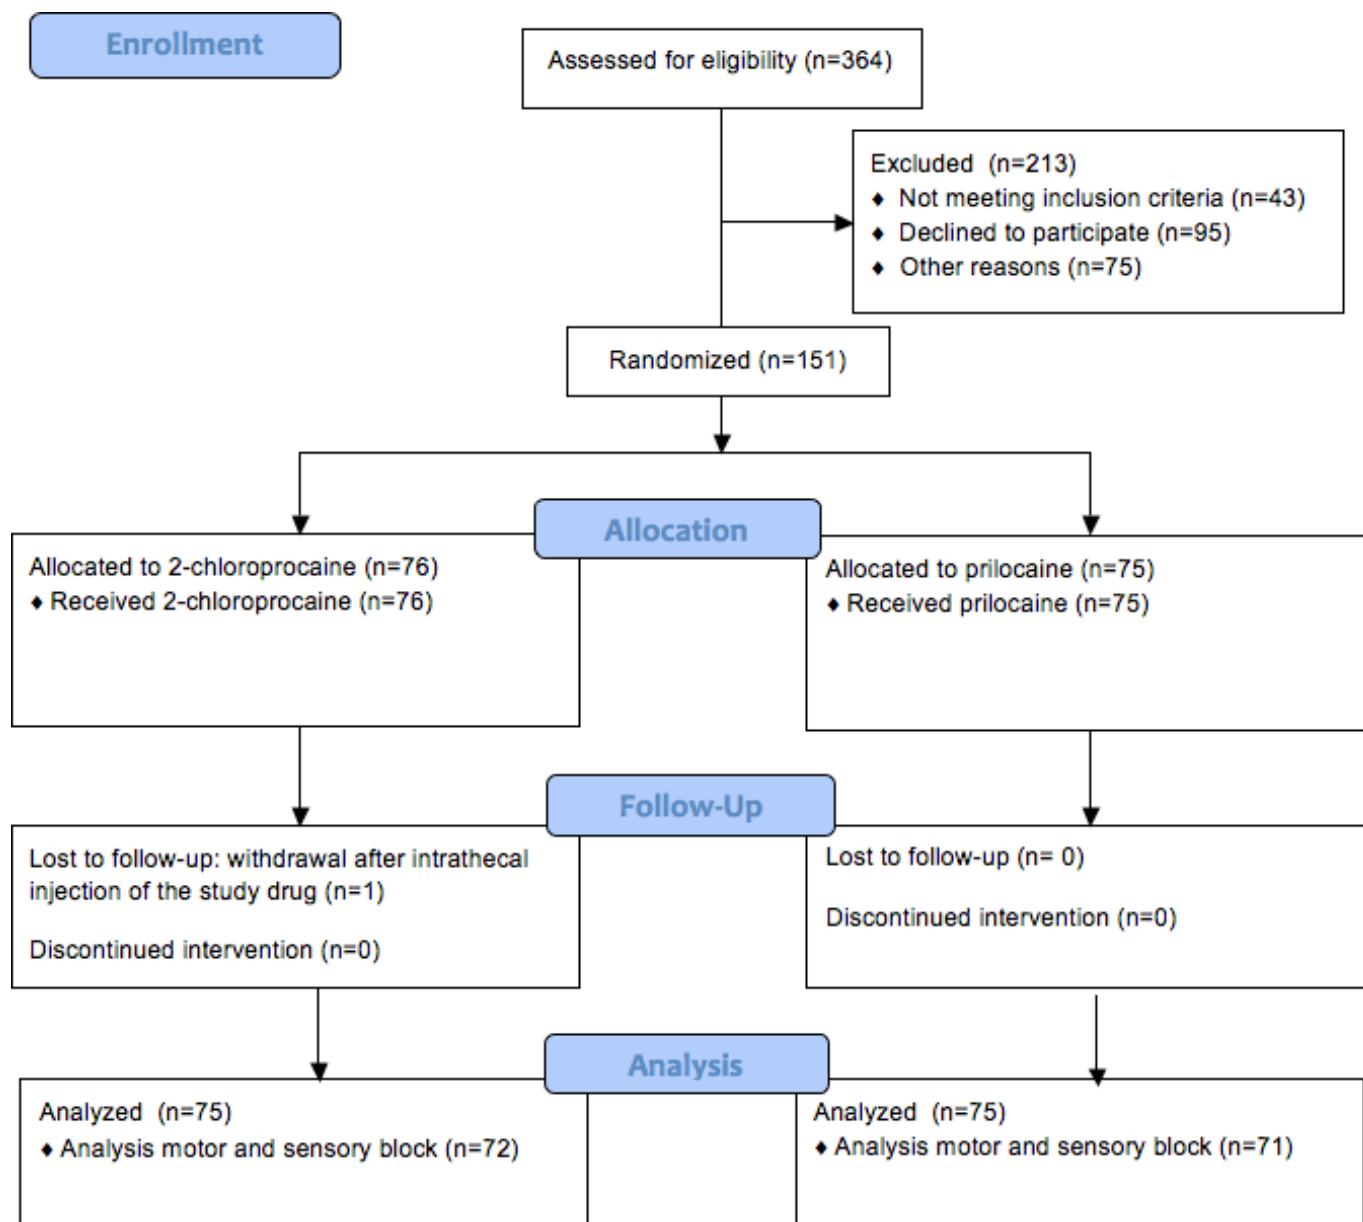 Enrollment
Assessed for eligibility (n=364)
Excluded  (n=213)
♦ Not meeting inclusion criteria (n=43)
♦ Declined to participate (n=95)
♦ Other reasons (n=75)
Randomized (n=151)
Allocation
Allocated to 2-chloroprocaine (n=76)
♦ Received 2-chloroprocaine (n=76)
Allocated to prilocaine (n=75)
♦ Received prilocaine (n=75)
Follow-Up
Lost to follow-up: withdrawal after intrathecal
injection of the study drug (n=1)
Discontinued intervention (n=0)
Lost to follow-up (n= 0)
Discontinued intervention (n=0)
Analysis
Analyzed  (n=75)
♦ Analysis motor and sensory block (n=72)
Analyzed  (n=75)
♦ Analysis motor and sensory block (n=71)